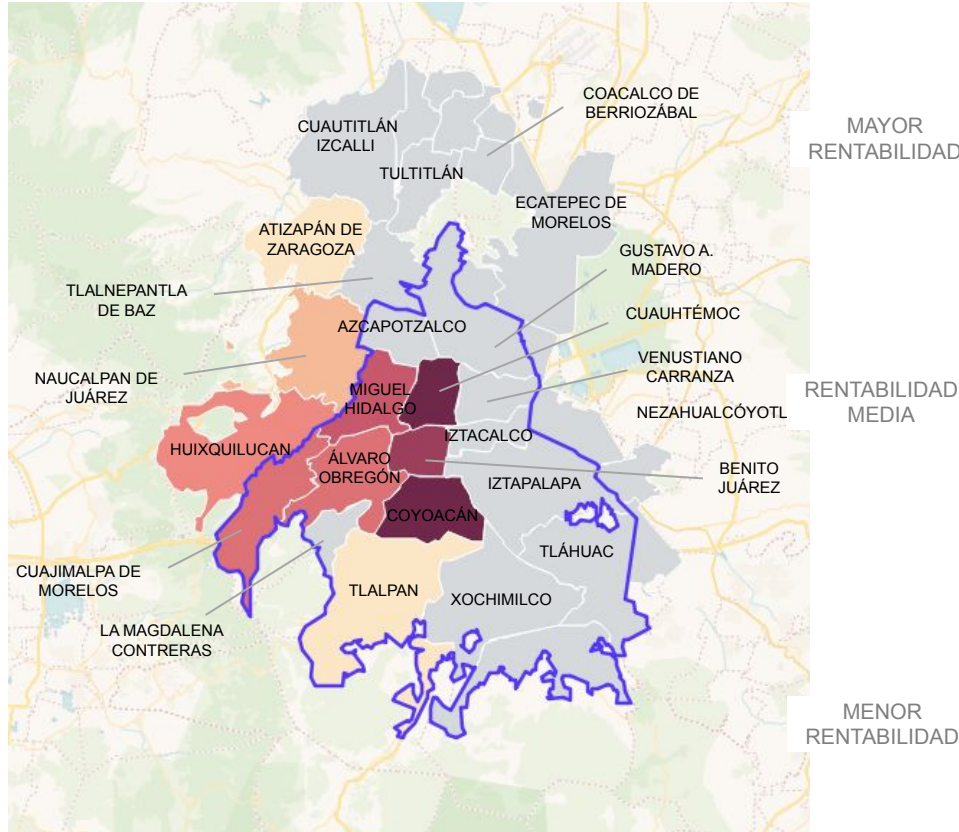 COACALCO DE
BERRIOZÁBAL
MAYOR
RENTABILIDAD
CUAUTITLÁN
IZCALLI
TULTITLÁN
ECATEPEC DE
MORELOS
ATIZAPÁN DE
ZARAGOZA
GUSTAVO A.
MADERO
TLALNEPANTLA
DE BAZ
AZCAPOTZALCO
CUAUHTÉMOC
VENUSTIANO
CARRANZA
NAUCALPAN DE
JUÁREZ
MIGUEL
HIDALGO
RENTABILIDAD
MEDIA
NEZAHUALCÓYOTL
IZTACALCO
HUIXQUILUCAN
ÁLVARO
OBREGÓN
BENITO
JUÁREZ
IZTAPALAPA
COYOACÁN
TLÁHUAC
CUAJIMALPA DE
MORELOS
TLALPAN
XOCHIMILCO
LA MAGDALENA
CONTRERAS
MENOR
RENTABILIDAD